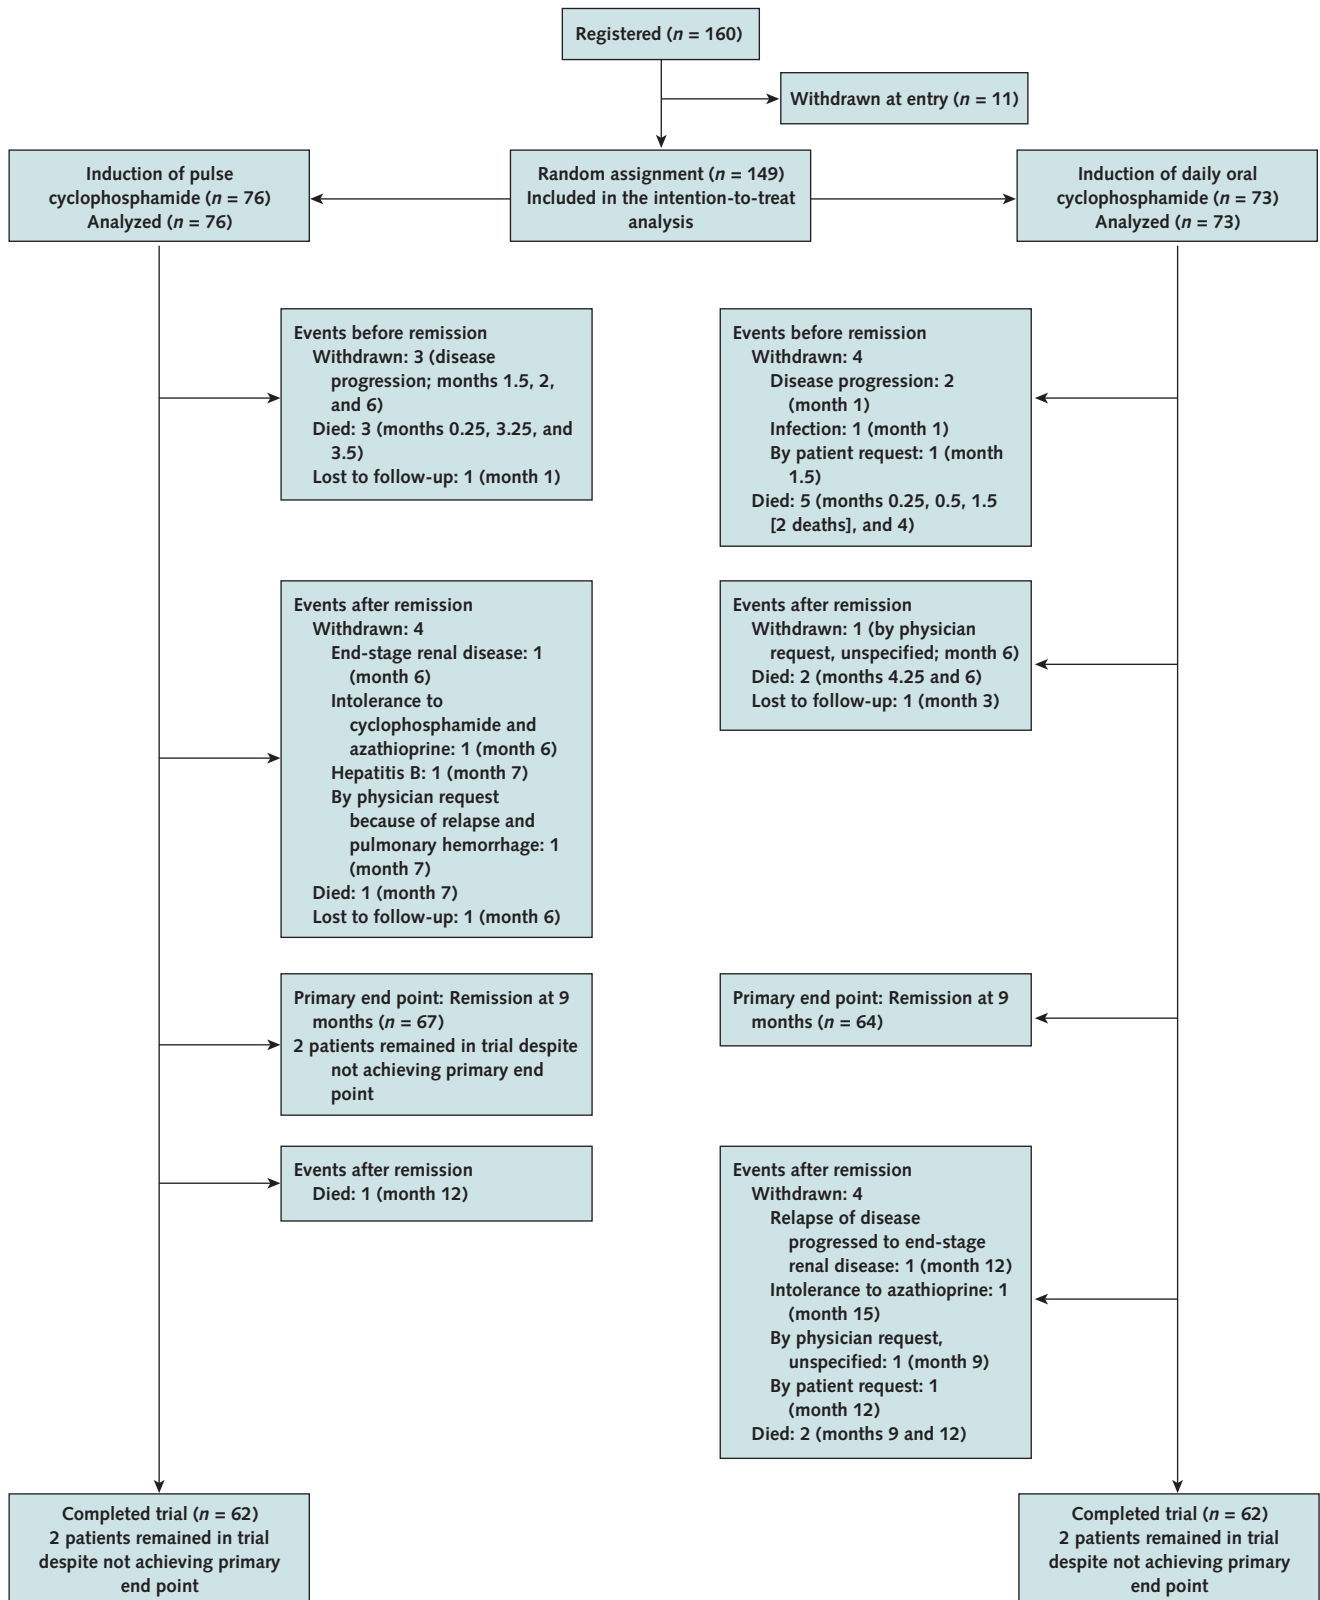 Registered (n = 160)
Withdrawn at entry (n = 11)
Induction of pulse
cyclophosphamide (n = 76)
Analyzed (n = 76)
Random assignment (n = 149)
Included in the intention-to-treat
analysis
Induction of daily oral
cyclophosphamide (n = 73)
Analyzed (n = 73)
Events before remission
Withdrawn: 3 (disease
progression; months 1.5, 2,
and 6)
Died: 3 (months 0.25, 3.25, and
3.5)
Lost to follow-up: 1 (month 1)
Events before remission
Withdrawn: 4
Disease progression: 2
(month 1)
Infection: 1 (month 1)
By patient request: 1 (month
1.5)
Died: 5 (months 0.25, 0.5, 1.5
[2 deaths], and 4)
Events after remission
Withdrawn: 4
End-stage renal disease: 1
(month 6)
Intolerance to
cyclophosphamide and
azathioprine: 1 (month 6)
Hepatitis B: 1 (month 7)
By physician request
because of relapse and
pulmonary hemorrhage: 1
(month 7)
Died: 1 (month 7)
Lost to follow-up: 1 (month 6)
Events after remission
Withdrawn: 1 (by physician
request, unspecified; month 6)
Died: 2 (months 4.25 and 6)
Lost to follow-up: 1 (month 3)
Primary end point: Remission at 9
months (n = 67)
2 patients remained in trial despite
not achieving primary end
point
Primary end point: Remission at 9
months (n = 64)
Events after remission
Died: 1 (month 12)
Events after remission
Withdrawn: 4
Relapse of disease
progressed to end-stage
renal disease: 1 (month 12)
Intolerance to azathioprine: 1
(month 15)
By physician request,
unspecified: 1 (month 9)
By patient request: 1
(month 12)
Died: 2 (months 9 and 12)
Completed trial (n = 62)
2 patients remained in trial
despite not achieving primary
end point
Completed trial (n = 62)
2 patients remained in trial
despite not achieving primary
end point